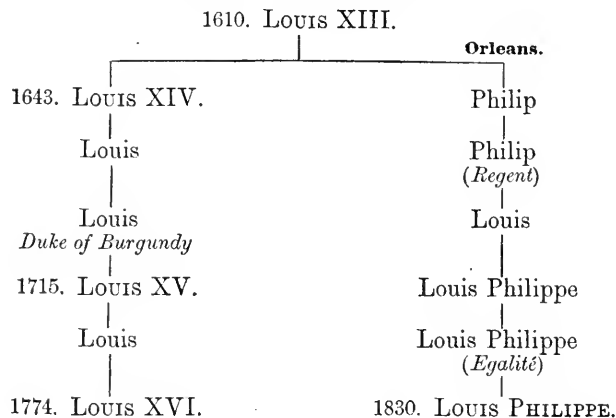 1610. Louis XIII.
Orleans.
1643. Louis XIV.
Philip
Louis
Philip
(Regent)
Louis
Duke of Burgundy
Louis
1715. Louis XV.
Louis Philippe
Louis
Louis Philippe
(Egalité)
1774. Louis XVI.
1830. Louis Philippe.